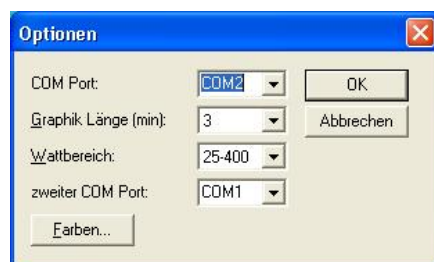 Optionen
COM Port: COM2 OK
Graphik Länge (min): 3 Abbrechen
Wattbereich: 25-400
zweiter COM Port: COM1
Farben...